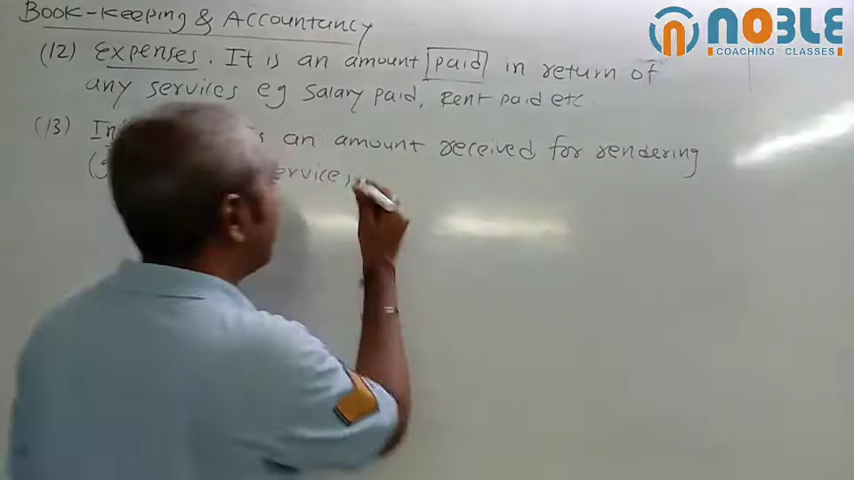 Book-Keeping & Accountancy
NOBLE
COACHING CLASSES
(12) Expenses. It is an amount paid in return of
any services eg salary paid, Rent paid etc.
(13) In an amount received for rendering
ervice,